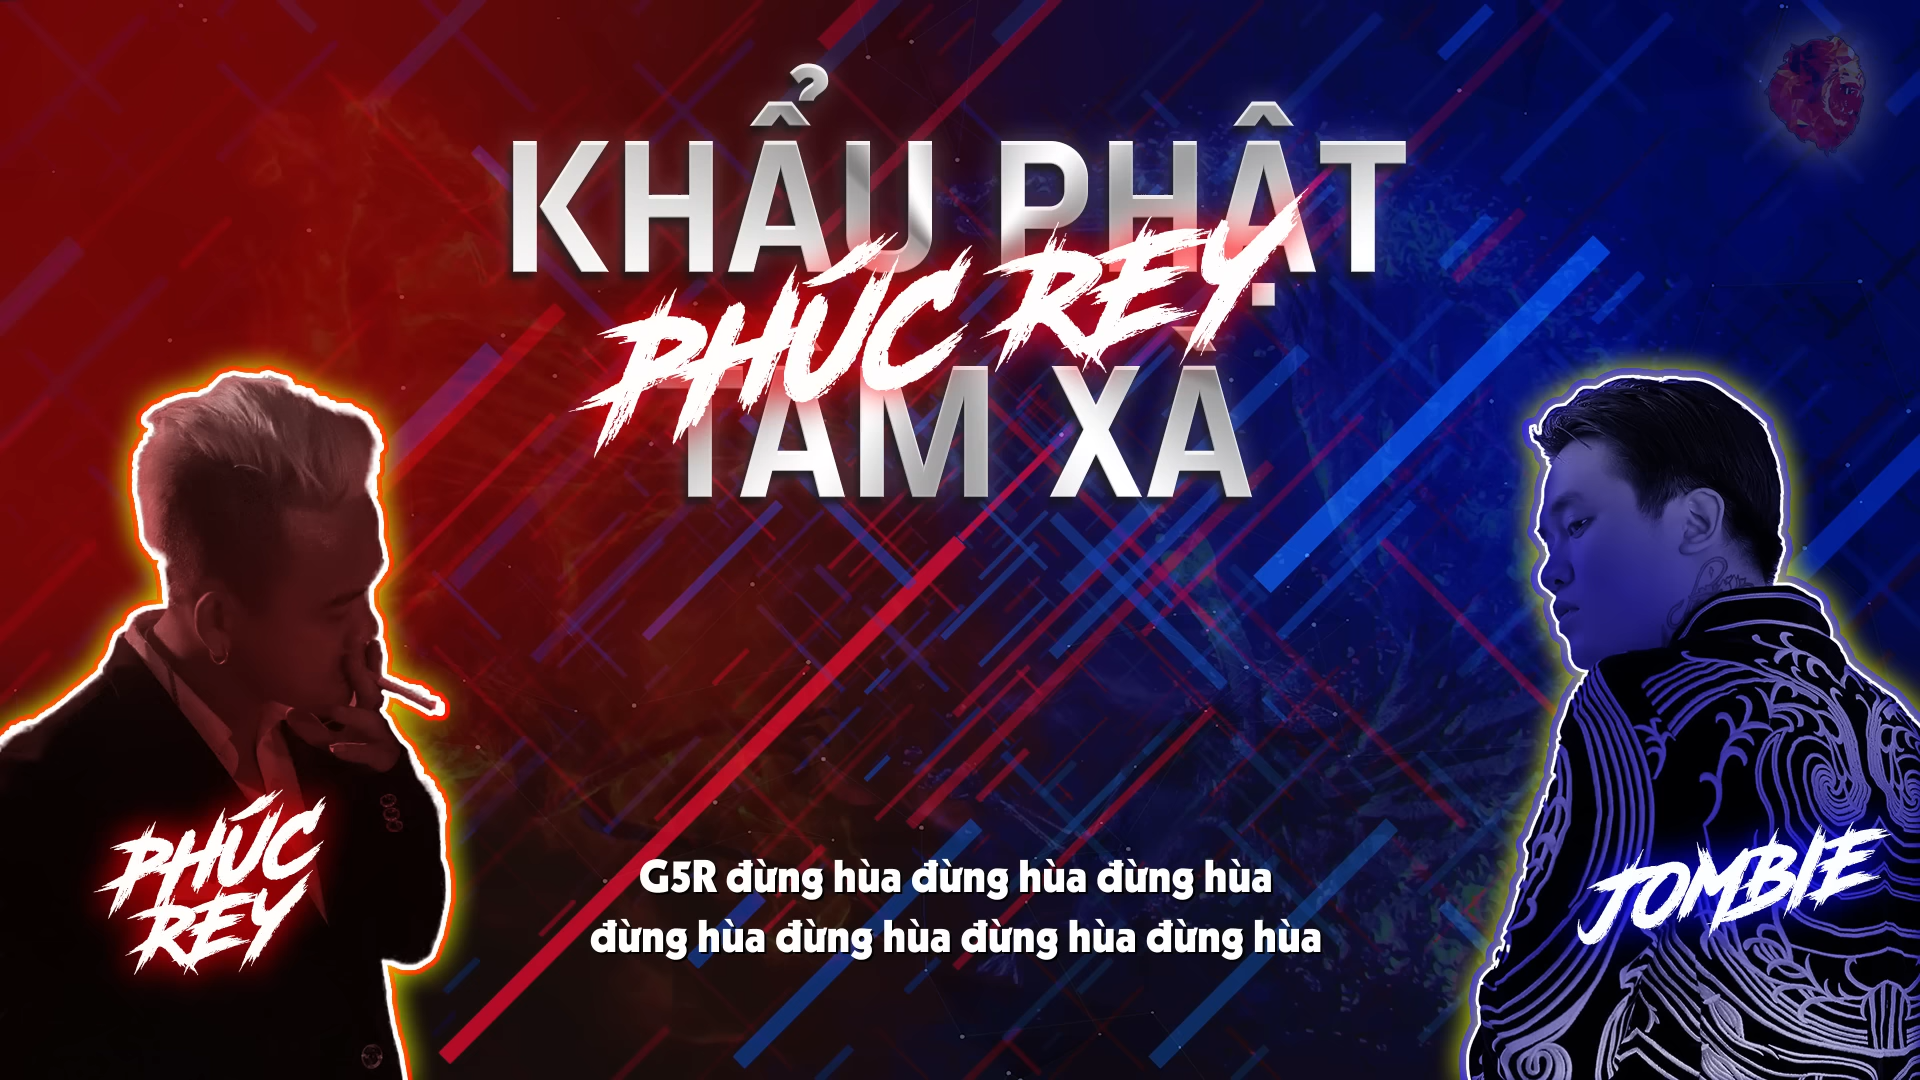 KHẨU PHẬT
PHÚC REY
TÂM XÀ
PHÚC
REY
G5R đừng hùa đừng hùa đừng hùa
đừng hùa đừng hùa đừng hùa đừng hùa
JOMBIE